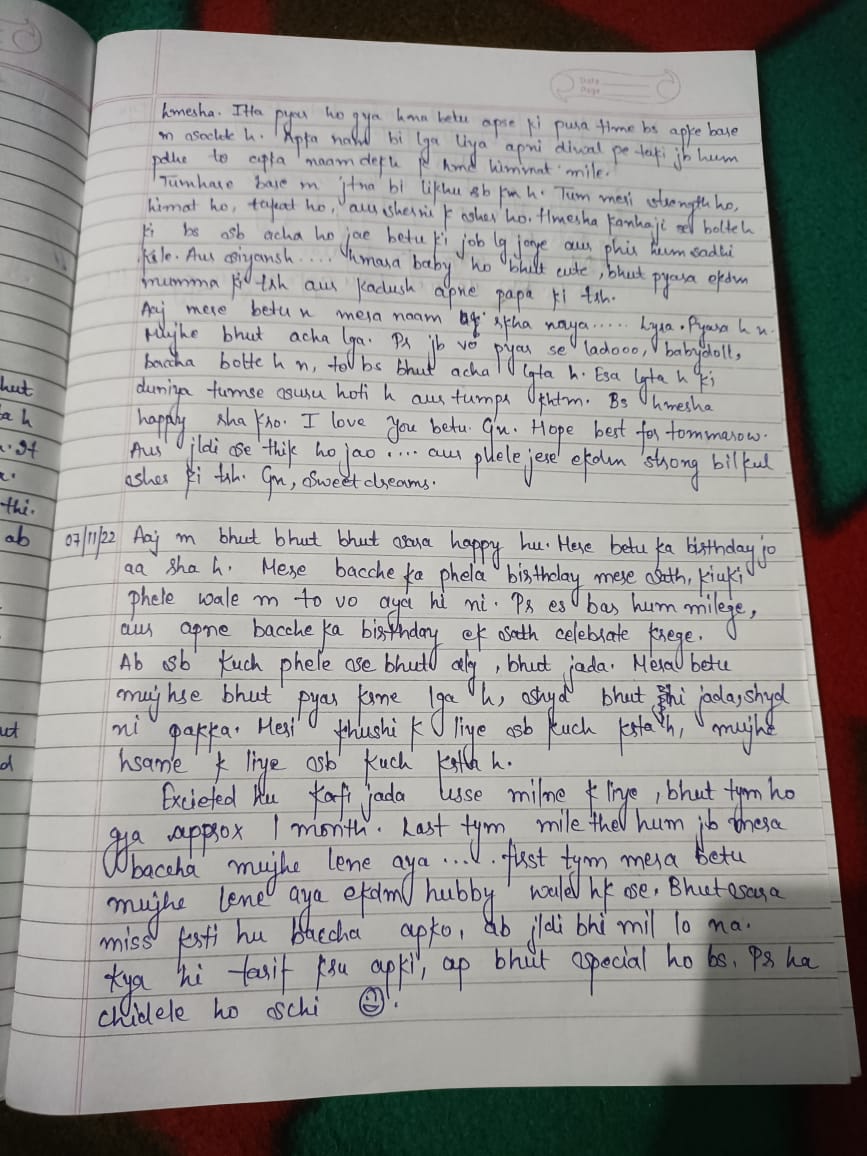 Date
Page
hmesha. Itta pyar ho gya hma betu apse ki pura time bs apke bare
m sochte h. Apka naam bi lga liya apni diwal pe taki jb hum
pdhe to apka naam dekh k hme himmat mile.
Tumhare bare m jtna bi likhu sb km h. Tum meri strength ho,
himat ho, takat ho, aur sherni k sher ho. Hmesha kanhaji se bolte h
ki bs sb acha ho jae betu ki job lg jaye aur phir hum sadhi
krle. Aur siyansh .... hmara baby ho bhut cute, bhut pyara ekdm
mumma ki trh aur kadush apne papa ki trh.
Aaj mere betu n mera naam rkha naya..... Lyra. Pyara h n.
Mujhe bhut acha lga. Pr jb vo pyar se ladooo, babydoll,
baccha bolte h n, to bs bhut acha lgta h. Esa lgta h ki
duniya tumse suru hoti h aur tumpr khtm. Bs hmesha
happy rha kro. I love you betu. Gn. Hope best for tommarow.
Aur jldi se thik ho jao .... aur phele jese ekdm strong bilkul
sher ki trh. Gn, Sweet dreams.
hut
a h
. It
r.
thi.
ab
07/11/22 Aaj m bhut bhut bhut sara happy hu. Mere betu ka birthday jo
aa rha h. Mere bacche ka phela birthday mere sath, kiuki
phele wale m to vo aya hi ni. Pr es bar hum milege,
aur apne bacche ka birthday ek sath celebrate krege.
Ab sb kuch phele se bhut alg, bhut jada. Mera betu
mujhse bhut pyar krne lga h, shyd bhut hi jada, shyd
ut
ni pakka. Meri khushi k liye sb kuch krta h, mujhe
d
hsane k liye sb kuch krta h.
Excieted hu kafi jada usse milne k liye, bhut tym ho
gya approx 1 month. Last tym mile the hum jb mera
baccha mujhe lene aya .... first tym mera betu
mujhe lene aya ekdm hubby wale hk se. Bhut sara
miss krti hu baccha apko, ab jldi bhi mil lo na.
Kya hi tarif kru apki, ap bhut special ho bs. Pr ha
chidele ho schi ☺.